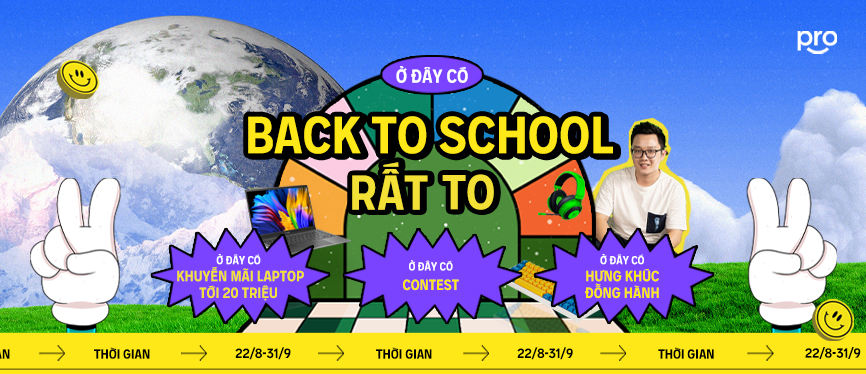 pro
Ở ĐÂY CÓ
BACK TO SCHOOL
RẤT TO
Ở ĐÂY CÓ
KHUYẾN MÃI LAPTOP
TỚI 20 TRIỆU
Ở ĐÂY CÓ
CONTEST
Ở ĐÂY CÓ
HƯNG KHÚC
ĐỒNG HÀNH
AN → THỜI GIAN → 22/8-31/9 → THỜI GIAN → 22/8-31/9 → THỜI GIAN → 22/8-31/9